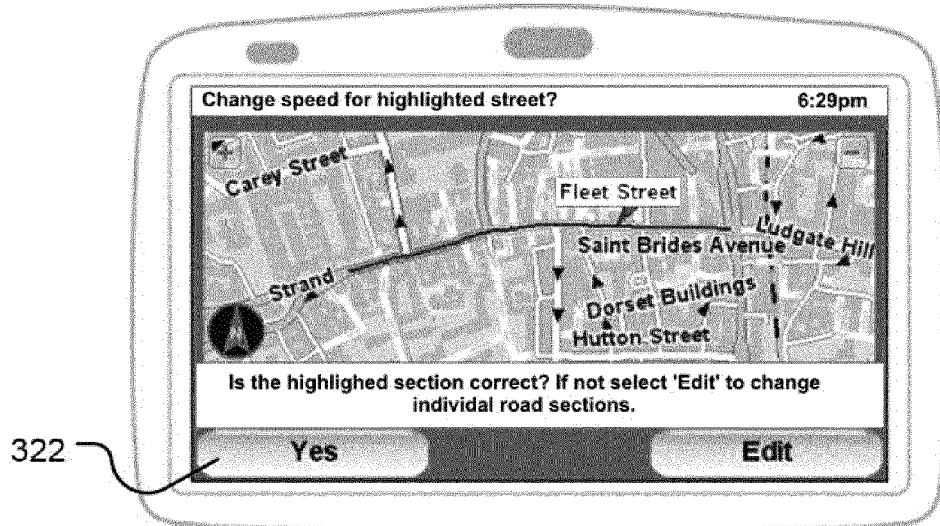 Change speed for highlighted street? 6:29pm
Carey Street
Fleet Street
Saint Brides Avenue
Ludgate Hill
Strand
Dorset Buildings
Hutton Street
Is the highlighed section correct? If not select 'Edit' to change
individal road sections.
322
Yes
Edit